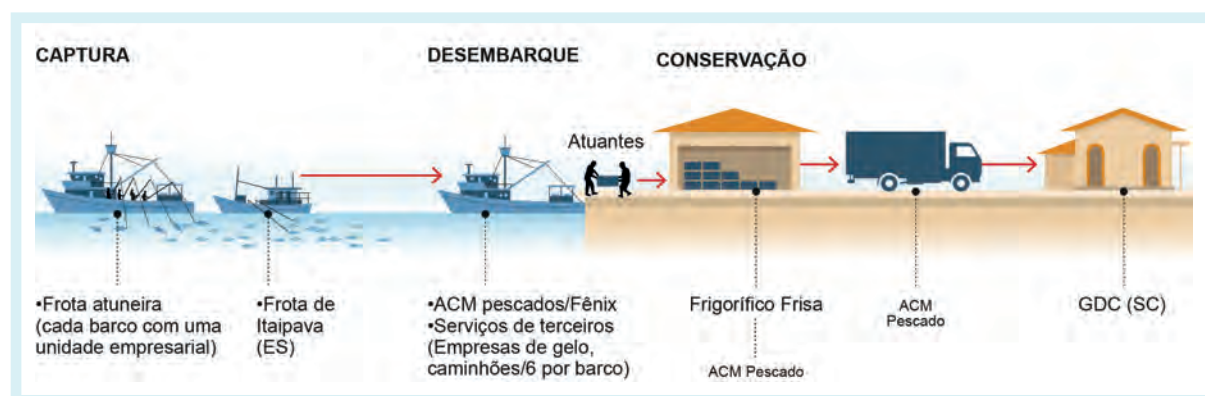 CAPTURA
DESEMBARQUE
CONSERVAÇÃO
Atuantes
•Frota atuneira
(cada barco com uma
unidade empresarial)
•Frota de
Itaipava
(ES)
•ACM pescados/Fênix
•Serviços de terceiros
(Empresas de gelo,
caminhões/6 por barco)
Frigorífico Frisa
ACM Pescado
ACM
Pescado
GDC (SC)